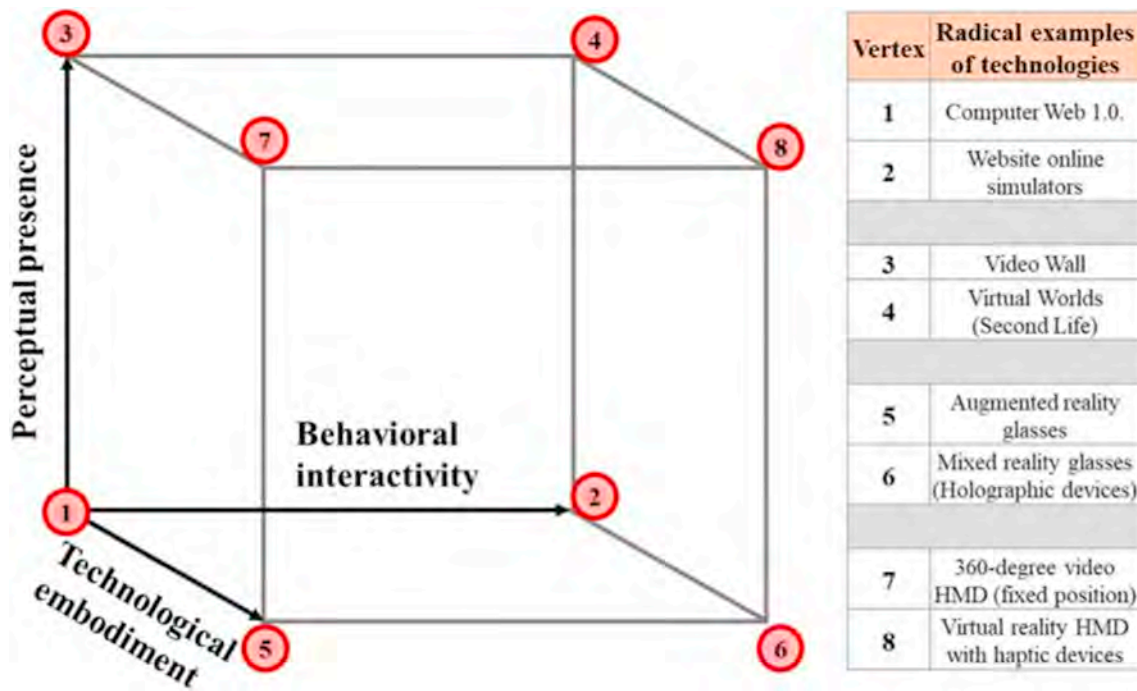 3
4
7
8
Perceptual presence
Behavioral
interactivity
1
2
Technological
embodiment
5
6
Vertex
Radical examples
of technologies
1
Computer Web 1.0.
2
Website online
simulators
3
Video Wall
4
Virtual Worlds
(Second Life)
5
Augmented reality
glasses
6
Mixed reality glasses
(Holographic devices)
7
360-degree video
HMD (fixed position)
8
Virtual reality HMD
with haptic devices